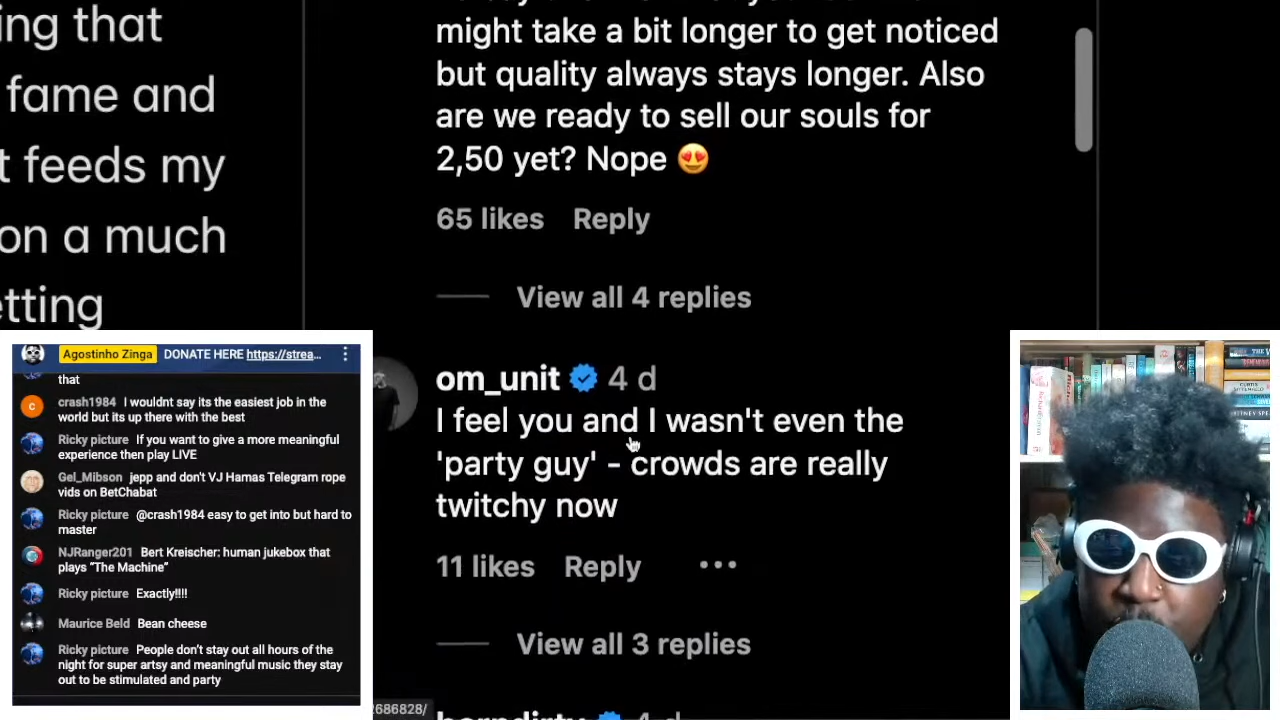 ing that
fame and
t feeds my
on a much
etting
might take a bit longer to get noticed
but quality always stays longer. Also
are we ready to sell our souls for
2,50 yet? Nope 😍
65 likes Reply
View all 4 replies
om_unit 4 d
I feel you and I wasn't even the
'party guy' - crowds are really
twitchy now
11 likes Reply •••
View all 3 replies
2686828/
Agostinho Zinga DONATE HERE https://strea...
that
crash1984 I wouldnt say its the easiest job in the
world but its up there with the best
Ricky picture If you want to give a more meaningful
experience then play LIVE
Gel_Mibson jepp and don't VJ Hamas Telegram rope
vids on BetChabat
Ricky picture @crash1984 easy to get into but hard to
master
NJRanger201 Bert Kreischer: human jukebox that
plays “The Machine”
Ricky picture Exactly!!!!
Maurice Beld Bean cheese
Ricky picture People don’t stay out all hours of the
night for super artsy and meaningful music they stay
out to be stimulated and party